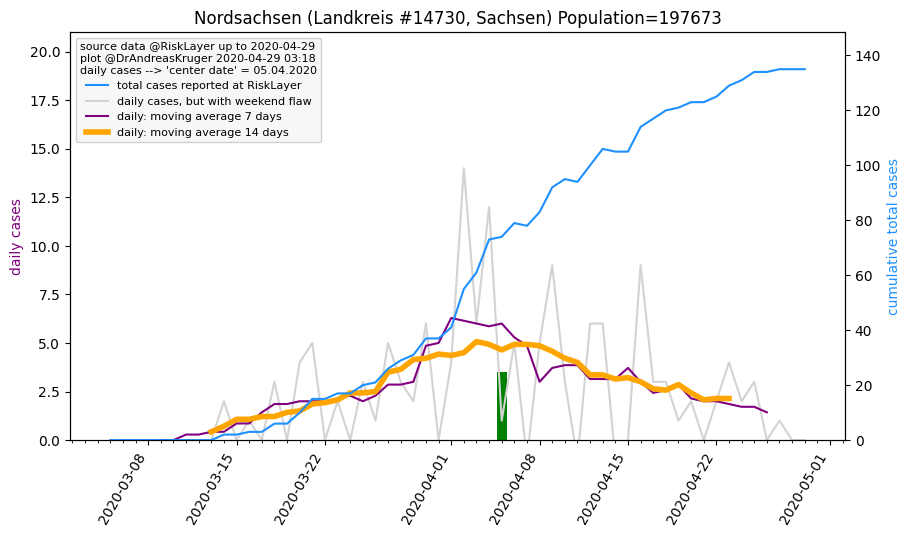 Nordsachsen (Landkreis #14730, Sachsen) Population=197673
source data @RiskLayer up to 2020-04-29
plot @DrAndreasKruger 2020-04-29 03:18
daily cases --> 'center date' = 05.04.2020
total cases reported at RiskLayer
daily cases, but with weekend flaw
daily: moving average 7 days
daily: moving average 14 days
daily cases
20.0
17.5
15.0
12.5
10.0
7.5
5.0
2.5
0.0
cumulative total cases
140
120
100
80
60
40
20
0
2020-03-08
2020-03-15
2020-03-22
2020-04-01
2020-04-08
2020-04-15
2020-04-22
2020-05-01